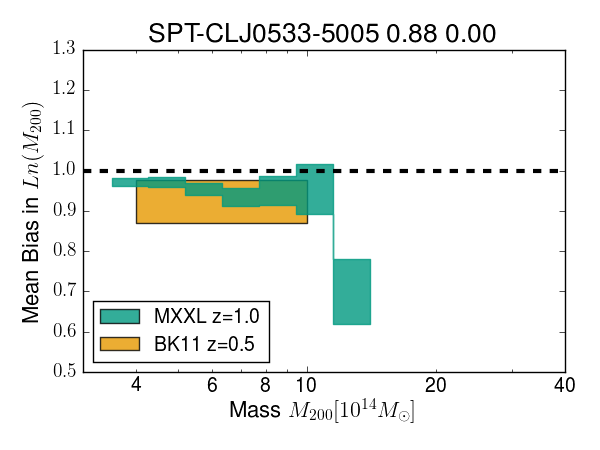 SPT-CLJ0533-5005 0.88 0.00
1.3
1.2
1.1
1.0
0.9
0.8
0.7
0.6
0.5
Mean Bias in Ln(M₂₀₀)
MXXL z=1.0
BK11 z=0.5
4 6 8 10 20 40
Mass M₂₀₀[10¹⁴M☉]